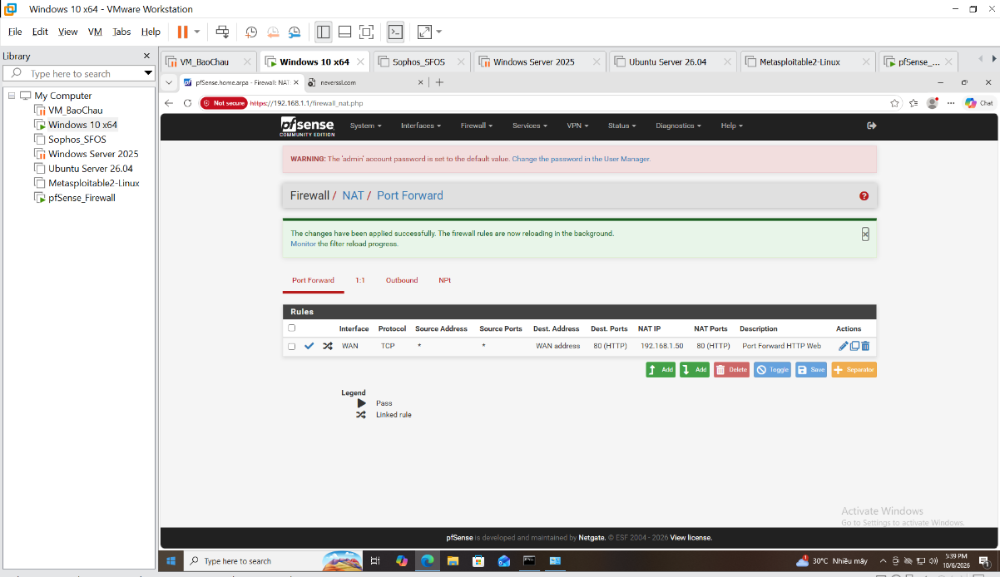 Windows 10 x64 - VMware Workstation
File Edit View VM Tabs Help
Library
Type here to search
My Computer
VM_BaoChau
Windows 10 x64
Sophos_SFOS
Windows Server 2025
Ubuntu Server 26.04
Metasploitable2-Linux
pfSense_Firewall
VM_BaoChau Windows 10 x64 Sophos_SFOS Windows Server 2025 Ubuntu Server 26.04 Metasploitable2-Linux pfSense_...
pfSense.home.arpa - Firewall: NAT: neverssl.com
Not secure https://192.168.1.1/firewall_nat.php Chat
pfsense COMMUNITY EDITION System Interfaces Firewall Services VPN Status Diagnostics Help
WARNING: The 'admin' account password is set to the default value. Change the password in the User Manager.
Firewall / NAT / Port Forward
The changes have been applied successfully. The firewall rules are now reloading in the background.
Monitor the filter reload progress.
Port Forward 1:1 Outbound NPt
Rules
Interface Protocol Source Address Source Ports Dest. Address Dest. Ports NAT IP NAT Ports Description Actions
WAN TCP * * WAN address 80 (HTTP) 192.168.1.50 80 (HTTP) Port Forward HTTP Web
Add Add Delete Toggle Save Separator
Legend
Pass
Linked rule
Activate Windows
Go to Settings to activate Windows.
pfSense is developed and maintained by Netgate. © ESF 2004 - 2026 View license.
Type here to search 30°C Nhiều mây 5:39 PM
10/6/2026